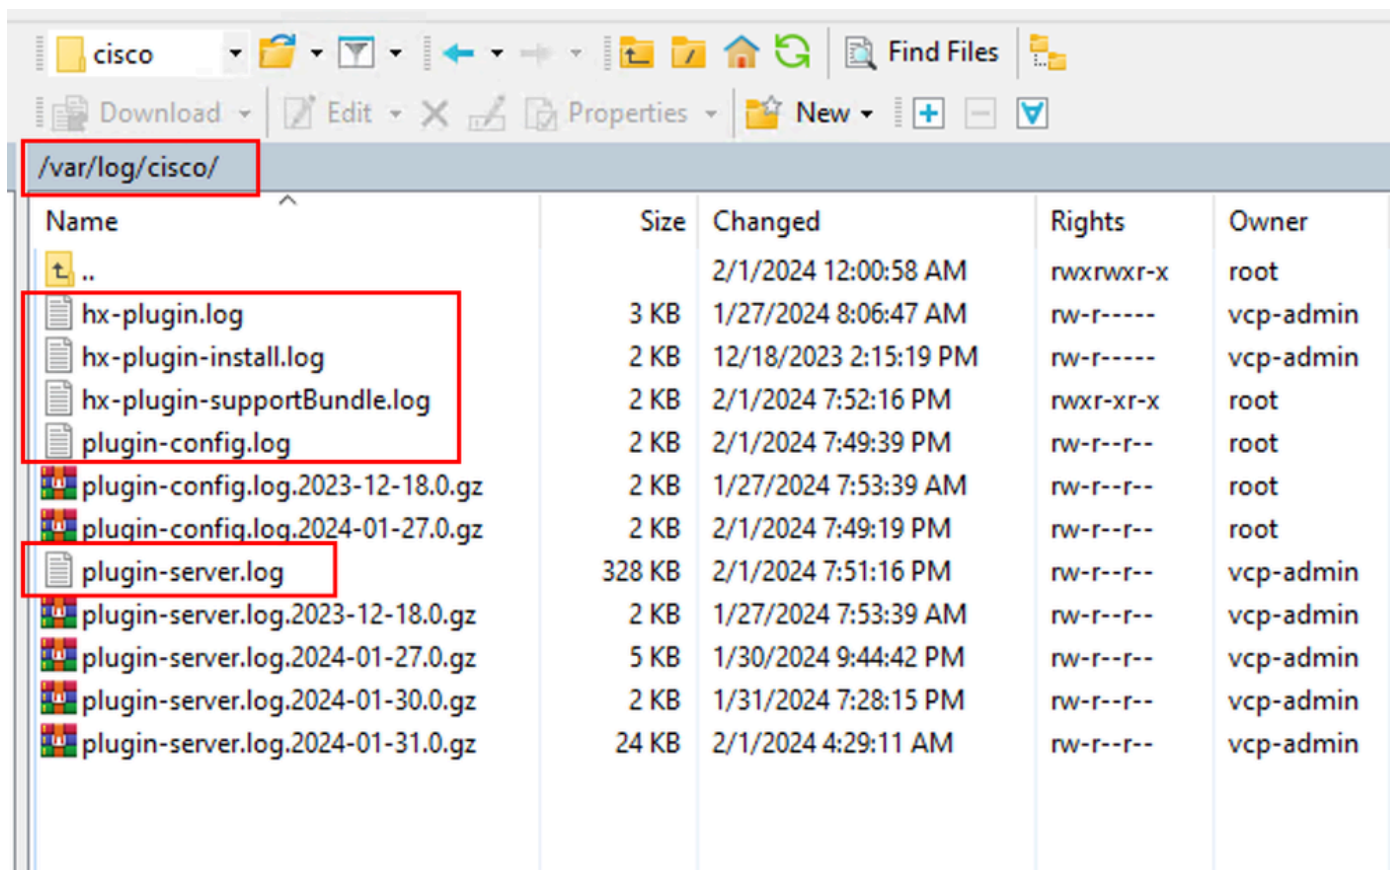 cisco Find Files
Download Edit Properties New
/var/log/cisco/
Name Size Changed Rights Owner
.. 2/1/2024 12:00:58 AM rwxrwxr-x root
hx-plugin.log 3 KB 1/27/2024 8:06:47 AM rw-r----- vcp-admin
hx-plugin-install.log 2 KB 12/18/2023 2:15:19 PM rw-r----- vcp-admin
hx-plugin-supportBundle.log 2 KB 2/1/2024 7:52:16 PM rwxr-xr-x root
plugin-config.log 2 KB 2/1/2024 7:49:39 PM rw-r--r-- root
plugin-config.log.2023-12-18.0.gz 2 KB 1/27/2024 7:53:39 AM rw-r--r-- root
plugin-config.log.2024-01-27.0.gz 2 KB 2/1/2024 7:49:19 PM rw-r--r-- root
plugin-server.log 328 KB 2/1/2024 7:51:16 PM rw-r--r-- vcp-admin
plugin-server.log.2023-12-18.0.gz 2 KB 1/27/2024 7:53:39 AM rw-r--r-- vcp-admin
plugin-server.log.2024-01-27.0.gz 5 KB 1/30/2024 9:44:42 PM rw-r--r-- vcp-admin
plugin-server.log.2024-01-30.0.gz 2 KB 1/31/2024 7:28:15 PM rw-r--r-- vcp-admin
plugin-server.log.2024-01-31.0.gz 24 KB 2/1/2024 4:29:11 AM rw-r--r-- vcp-admin